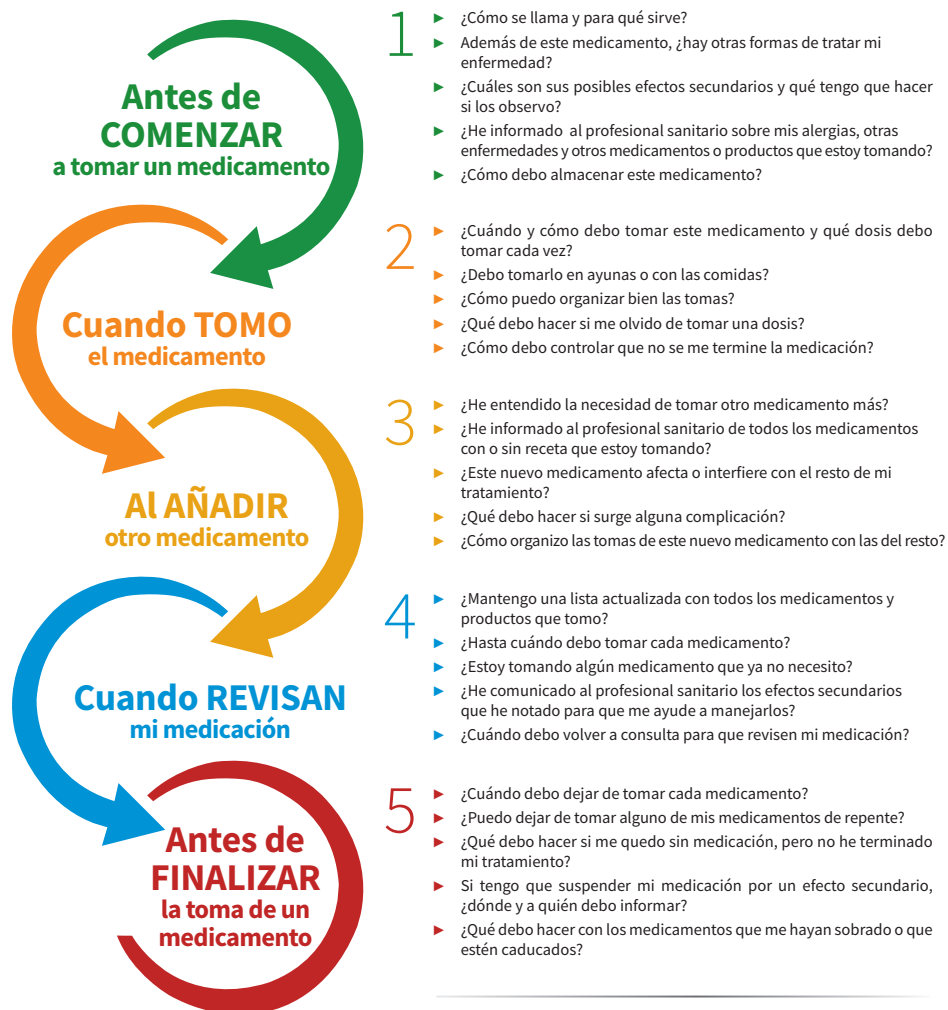 Antes de
COMENZAR
a tomar un medicamento
1
► ¿Cómo se llama y para qué sirve?
► Además de este medicamento, ¿hay otras formas de tratar mi
enfermedad?
► ¿Cuáles son sus posibles efectos secundarios y qué tengo que hacer
si los observo?
► ¿He informado al profesional sanitario sobre mis alergias, otras
enfermedades y otros medicamentos o productos que estoy tomando?
► ¿Cómo debo almacenar este medicamento?
Cuando TOMO
el medicamento
2
► ¿Cuándo y cómo debo tomar este medicamento y qué dosis debo
tomar cada vez?
► ¿Debo tomarlo en ayunas o con las comidas?
► ¿Cómo puedo organizar bien las tomas?
► ¿Qué debo hacer si me olvido de tomar una dosis?
► ¿Cómo debo controlar que no se me termine la medicación?
Al AÑADIR
otro medicamento
3
► ¿He entendido la necesidad de tomar otro medicamento más?
► ¿He informado al profesional sanitario de todos los medicamentos
con o sin receta que estoy tomando?
► ¿Este nuevo medicamento afecta o interfiere con el resto de mi
tratamiento?
► ¿Qué debo hacer si surge alguna complicación?
► ¿Cómo organizo las tomas de este nuevo medicamento con las del resto?
Cuando REVISAN
mi medicación
4
► ¿Mantengo una lista actualizada con todos los medicamentos y
productos que tomo?
► ¿Hasta cuándo debo tomar cada medicamento?
► ¿Estoy tomando algún medicamento que ya no necesito?
► ¿He comunicado al profesional sanitario los efectos secundarios
que he notado para que me ayude a manejarlos?
► ¿Cuándo debo volver a consulta para que revisen mi medicación?
Antes de
FINALIZAR
la toma de un
medicamento
5
► ¿Cuándo debo dejar de tomar cada medicamento?
► ¿Puedo dejar de tomar alguno de mis medicamentos de repente?
► ¿Qué debo hacer si me quedo sin medicación, pero no he terminado
mi tratamiento?
► Si tengo que suspender mi medicación por un efecto secundario,
¿dónde y a quién debo informar?
► ¿Qué debo hacer con los medicamentos que me hayan sobrado o que
estén caducados?